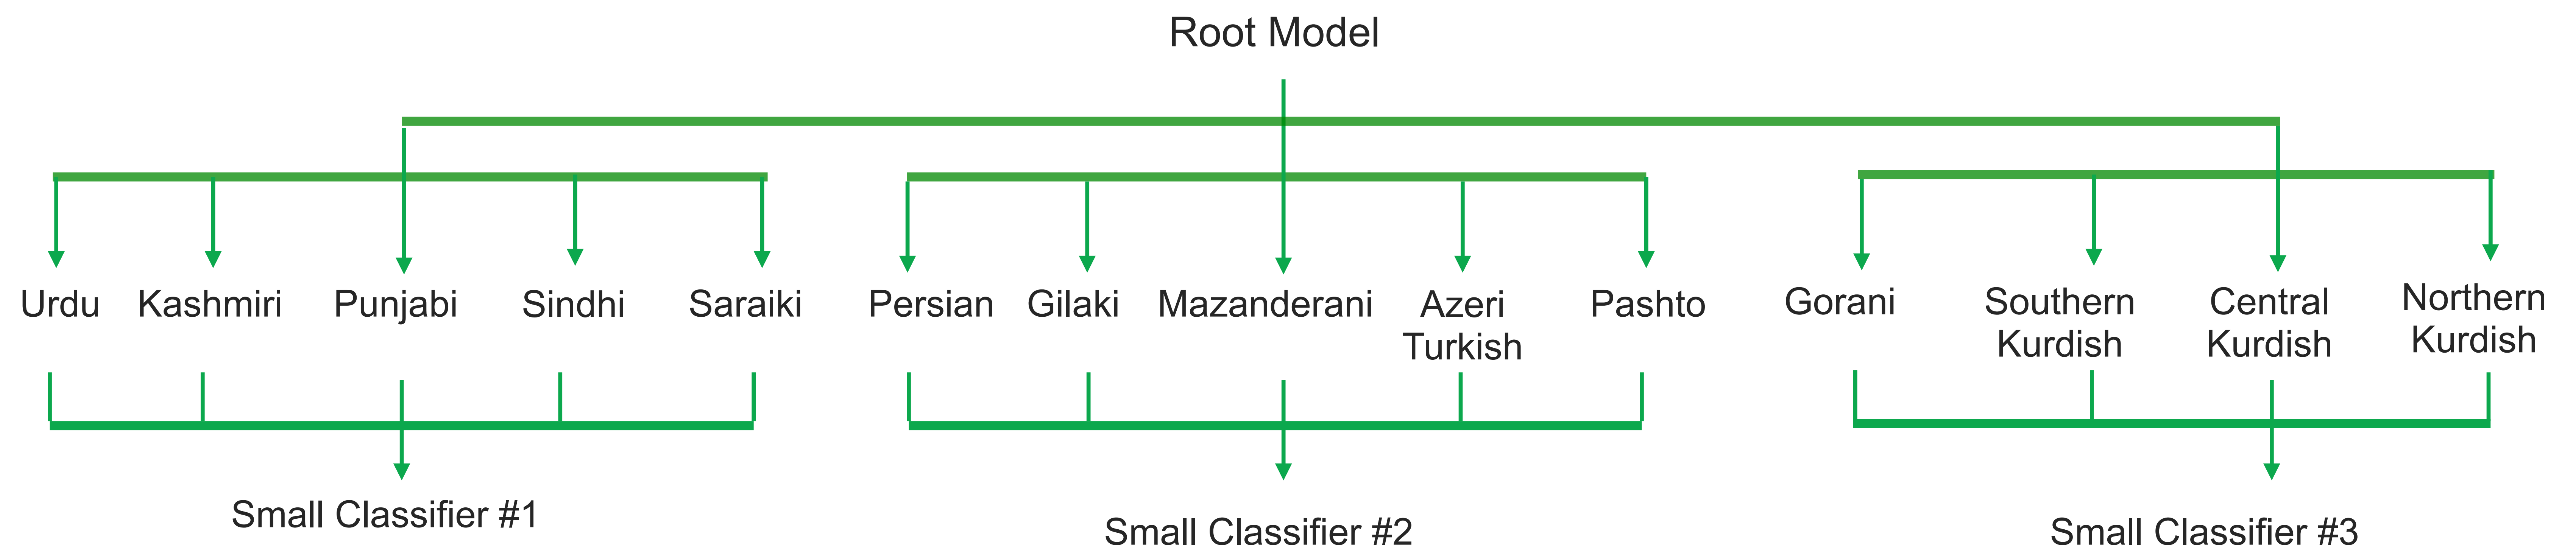 Root Model
Urdu
Kashmiri
Punjabi
Sindhi
Saraiki
Persian
Gilaki
Mazanderani
Azeri
Turkish
Pashto
Gorani
Southern
Kurdish
Central
Kurdish
Northern
Kurdish
Small Classifier #1
Small Classifier #2
Small Classifier #3